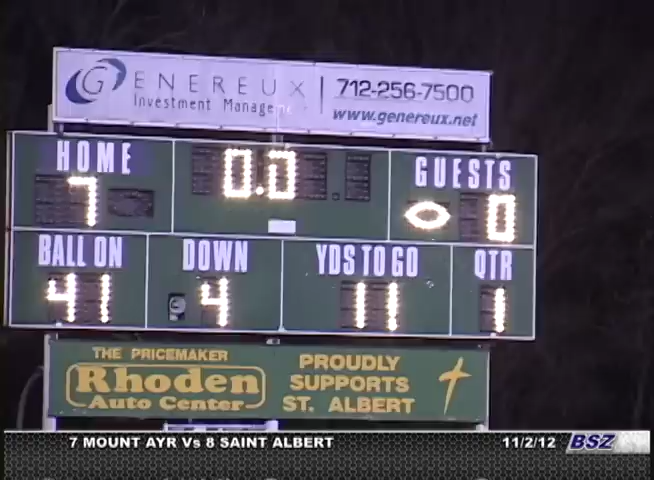 GENEREUX
Investment Management
712-256-7500
www.genereux.net
HOME
7
0.0
GUESTS
0
BALL ON
41
DOWN
4
YDS TO GO
11
QTR
1
THE PRICEMAKER
Rhoden
Auto Center
PROUDLY
SUPPORTS
ST. ALBERT
7 MOUNT AYR Vs 8 SAINT ALBERT
11/2/12 BSZ